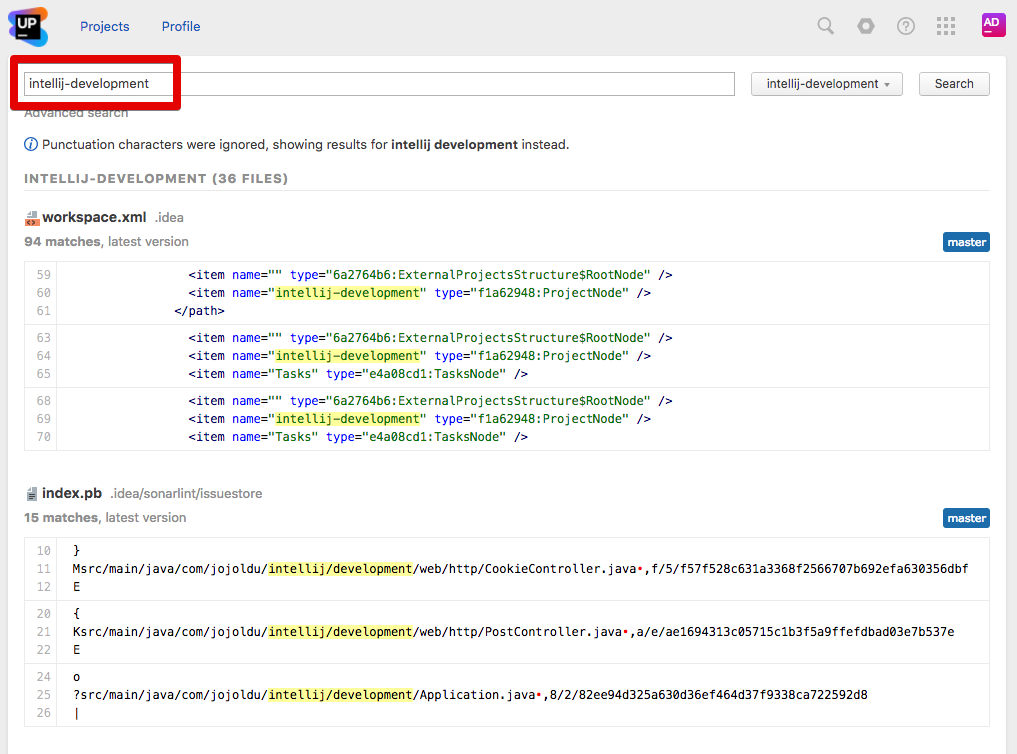 UP
Projects
Profile
AD
intellij-development
intellij-development
Search
Advanced search
Punctuation characters were ignored, showing results for intellij development instead.
INTELLIJ-DEVELOPMENT (36 FILES)
workspace.xml .idea
94 matches, latest version
master
59 <item name="" type="6a2764b6:ExternalProjectsStructure$RootNode" />
60 <item name="intellij-development" type="f1a62948:ProjectNode" />
61 </path>
63 <item name="" type="6a2764b6:ExternalProjectsStructure$RootNode" />
64 <item name="intellij-development" type="f1a62948:ProjectNode" />
65 <item name="Tasks" type="e4a08cd1:TasksNode" />
68 <item name="" type="6a2764b6:ExternalProjectsStructure$RootNode" />
69 <item name="intellij-development" type="f1a62948:ProjectNode" />
70 <item name="Tasks" type="e4a08cd1:TasksNode" />
index.pb .idea/sonarlint/issuestore
15 matches, latest version
master
10 }
11 Msrc/main/java/com/jojoldu/intellij/development/web/http/CookieController.java•,f/5/f57f528c631a3368f2566707b692efa630356dbf
12 E
20 {
21 Ksrc/main/java/com/jojoldu/intellij/development/web/http/PostController.java•,a/e/ae1694313c05715c1b3f5a9ffefdbad03e7b537e
22 E
24 o
25 ?src/main/java/com/jojoldu/intellij/development/Application.java•,8/2/82ee94d325a630d36ef464d37f9338ca722592d8
26 |